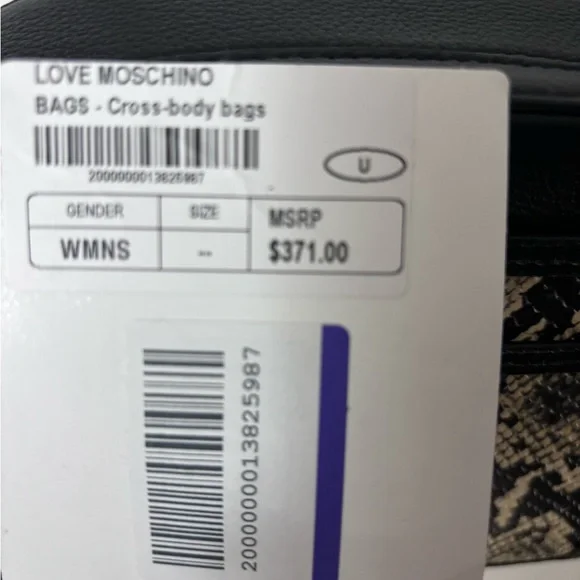 LOVE MOSCHINO
BAGS - Cross-body bags
2000000013825987
U
GENDER SIZE MSRP
WMNS -- $371.00
2000000013825987